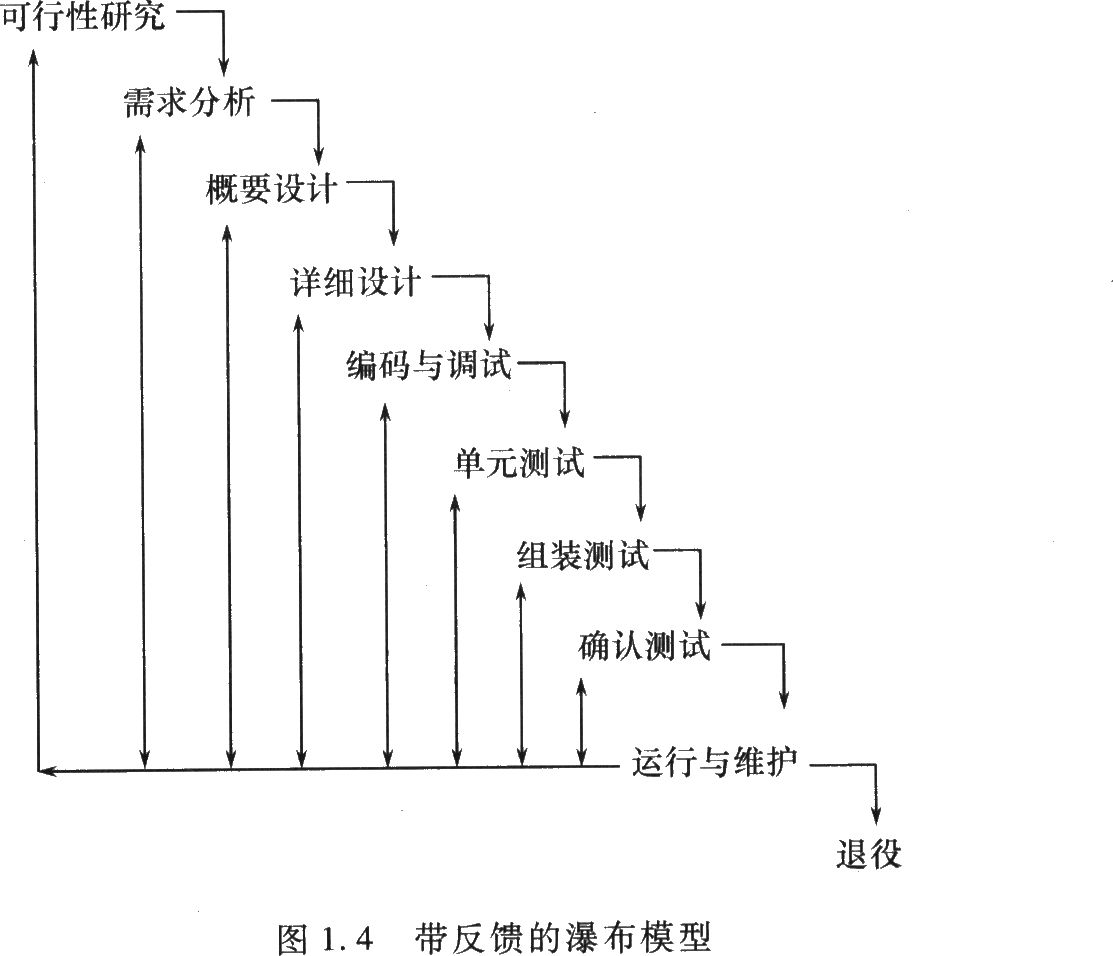 可行性研究
需求分析
概要设计
详细设计
编码与调试
单元测试
组装测试
确认测试
运行与维护
退役
图 1.4 带反馈的瀑布模型